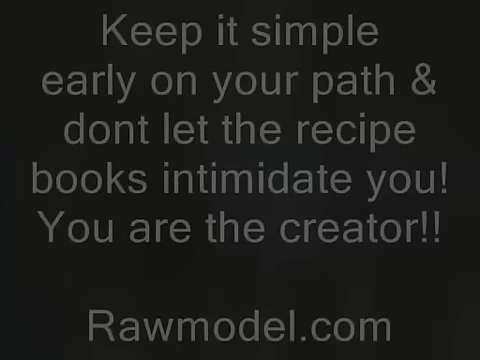 Keep it simple
early on your path &
dont let the recipe
books intimidate you!
You are the creator!!
Rawmodel.com